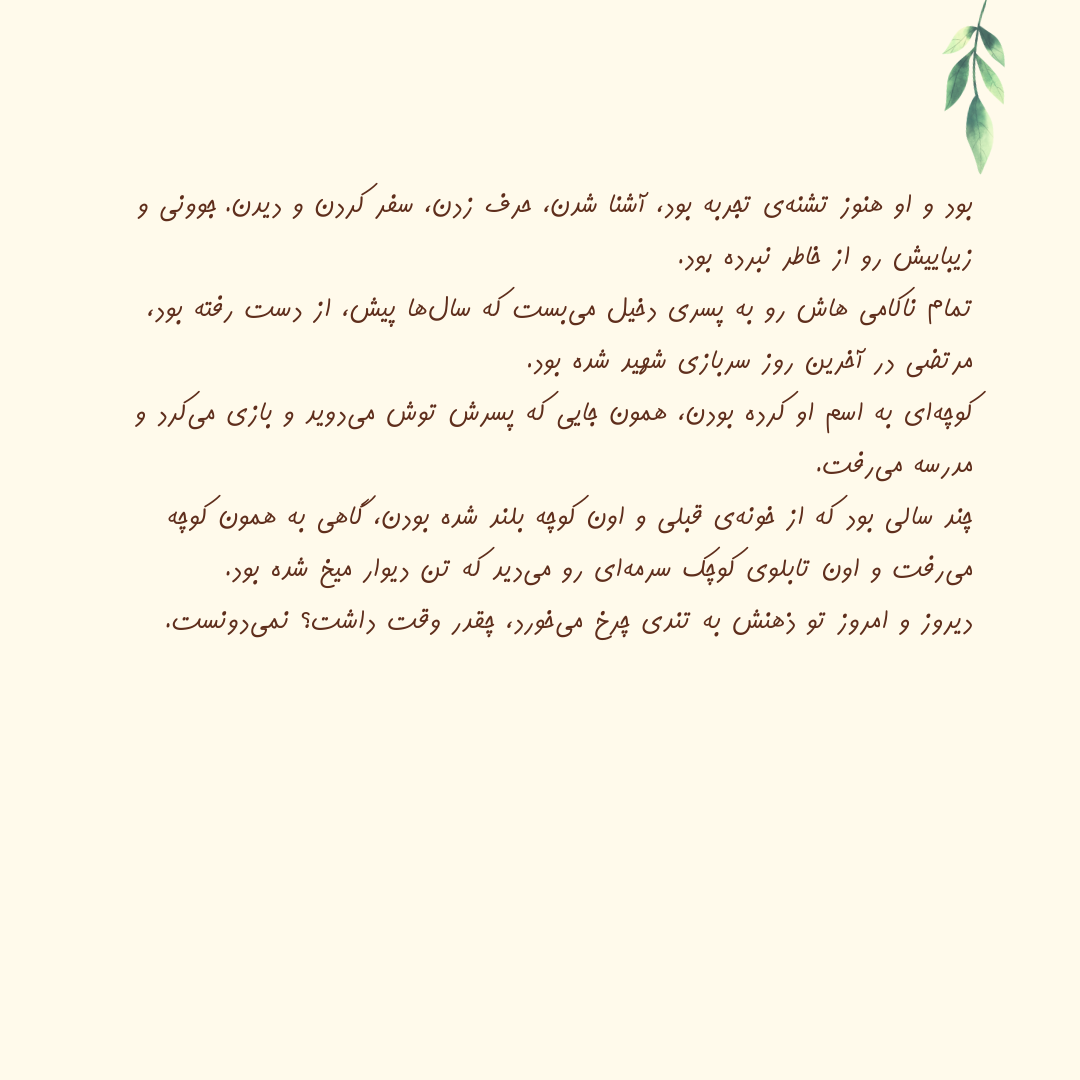 بود و او هنوز تشنه‌ی تجربه بود، آشنا شدن، حرف زدن، سفر کردن و دیدن. جوونی و
زیباییش رو از خاطر نبرده بود.
تمام ناکامی هاش رو به پسری دخیل می‌بست که سال‌ها پیش، از دست رفته بود،
مرتضی در آخرین روز سربازی شهید شده بود.
کوچه‌ای به اسم او کرده بودن، همون جایی که پسرش توش می‌دوید و بازی می‌کرد و
مدرسه می‌رفت.
چند سالی بود که از خونه‌ی قبلی و اون کوچه بلند شده بودن، گاهی به همون کوچه
می‌رفت و اون تابلوی کوچک سرمه‌ای رو می‌دید که تن دیوار میخ شده بود.
دیروز و امروز تو ذهنش به تندی چرخ می‌خورد، چقدر وقت داشت؟ نمی‌دونست.